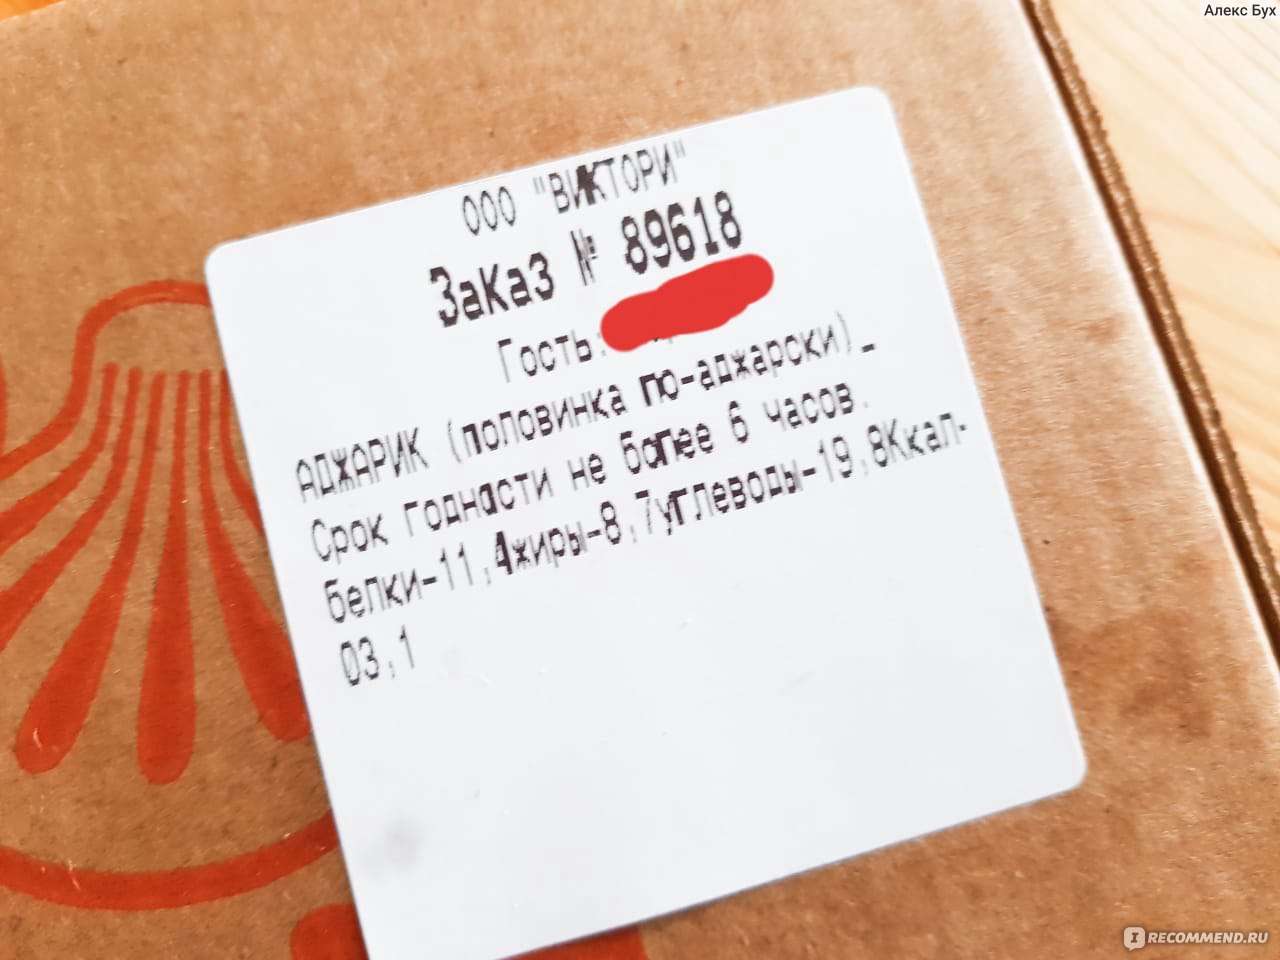 Алекс Бух
ООО "ВИКТОРИ"
Заказ № 89618
Гость:
АДЖАРИК (половинка по-аджарски)_
Срок годности не более 6 часов.
белки-11,4жиры-8,7углеводы-19,8Ккал-
03,1
IRECOMMEND.RU